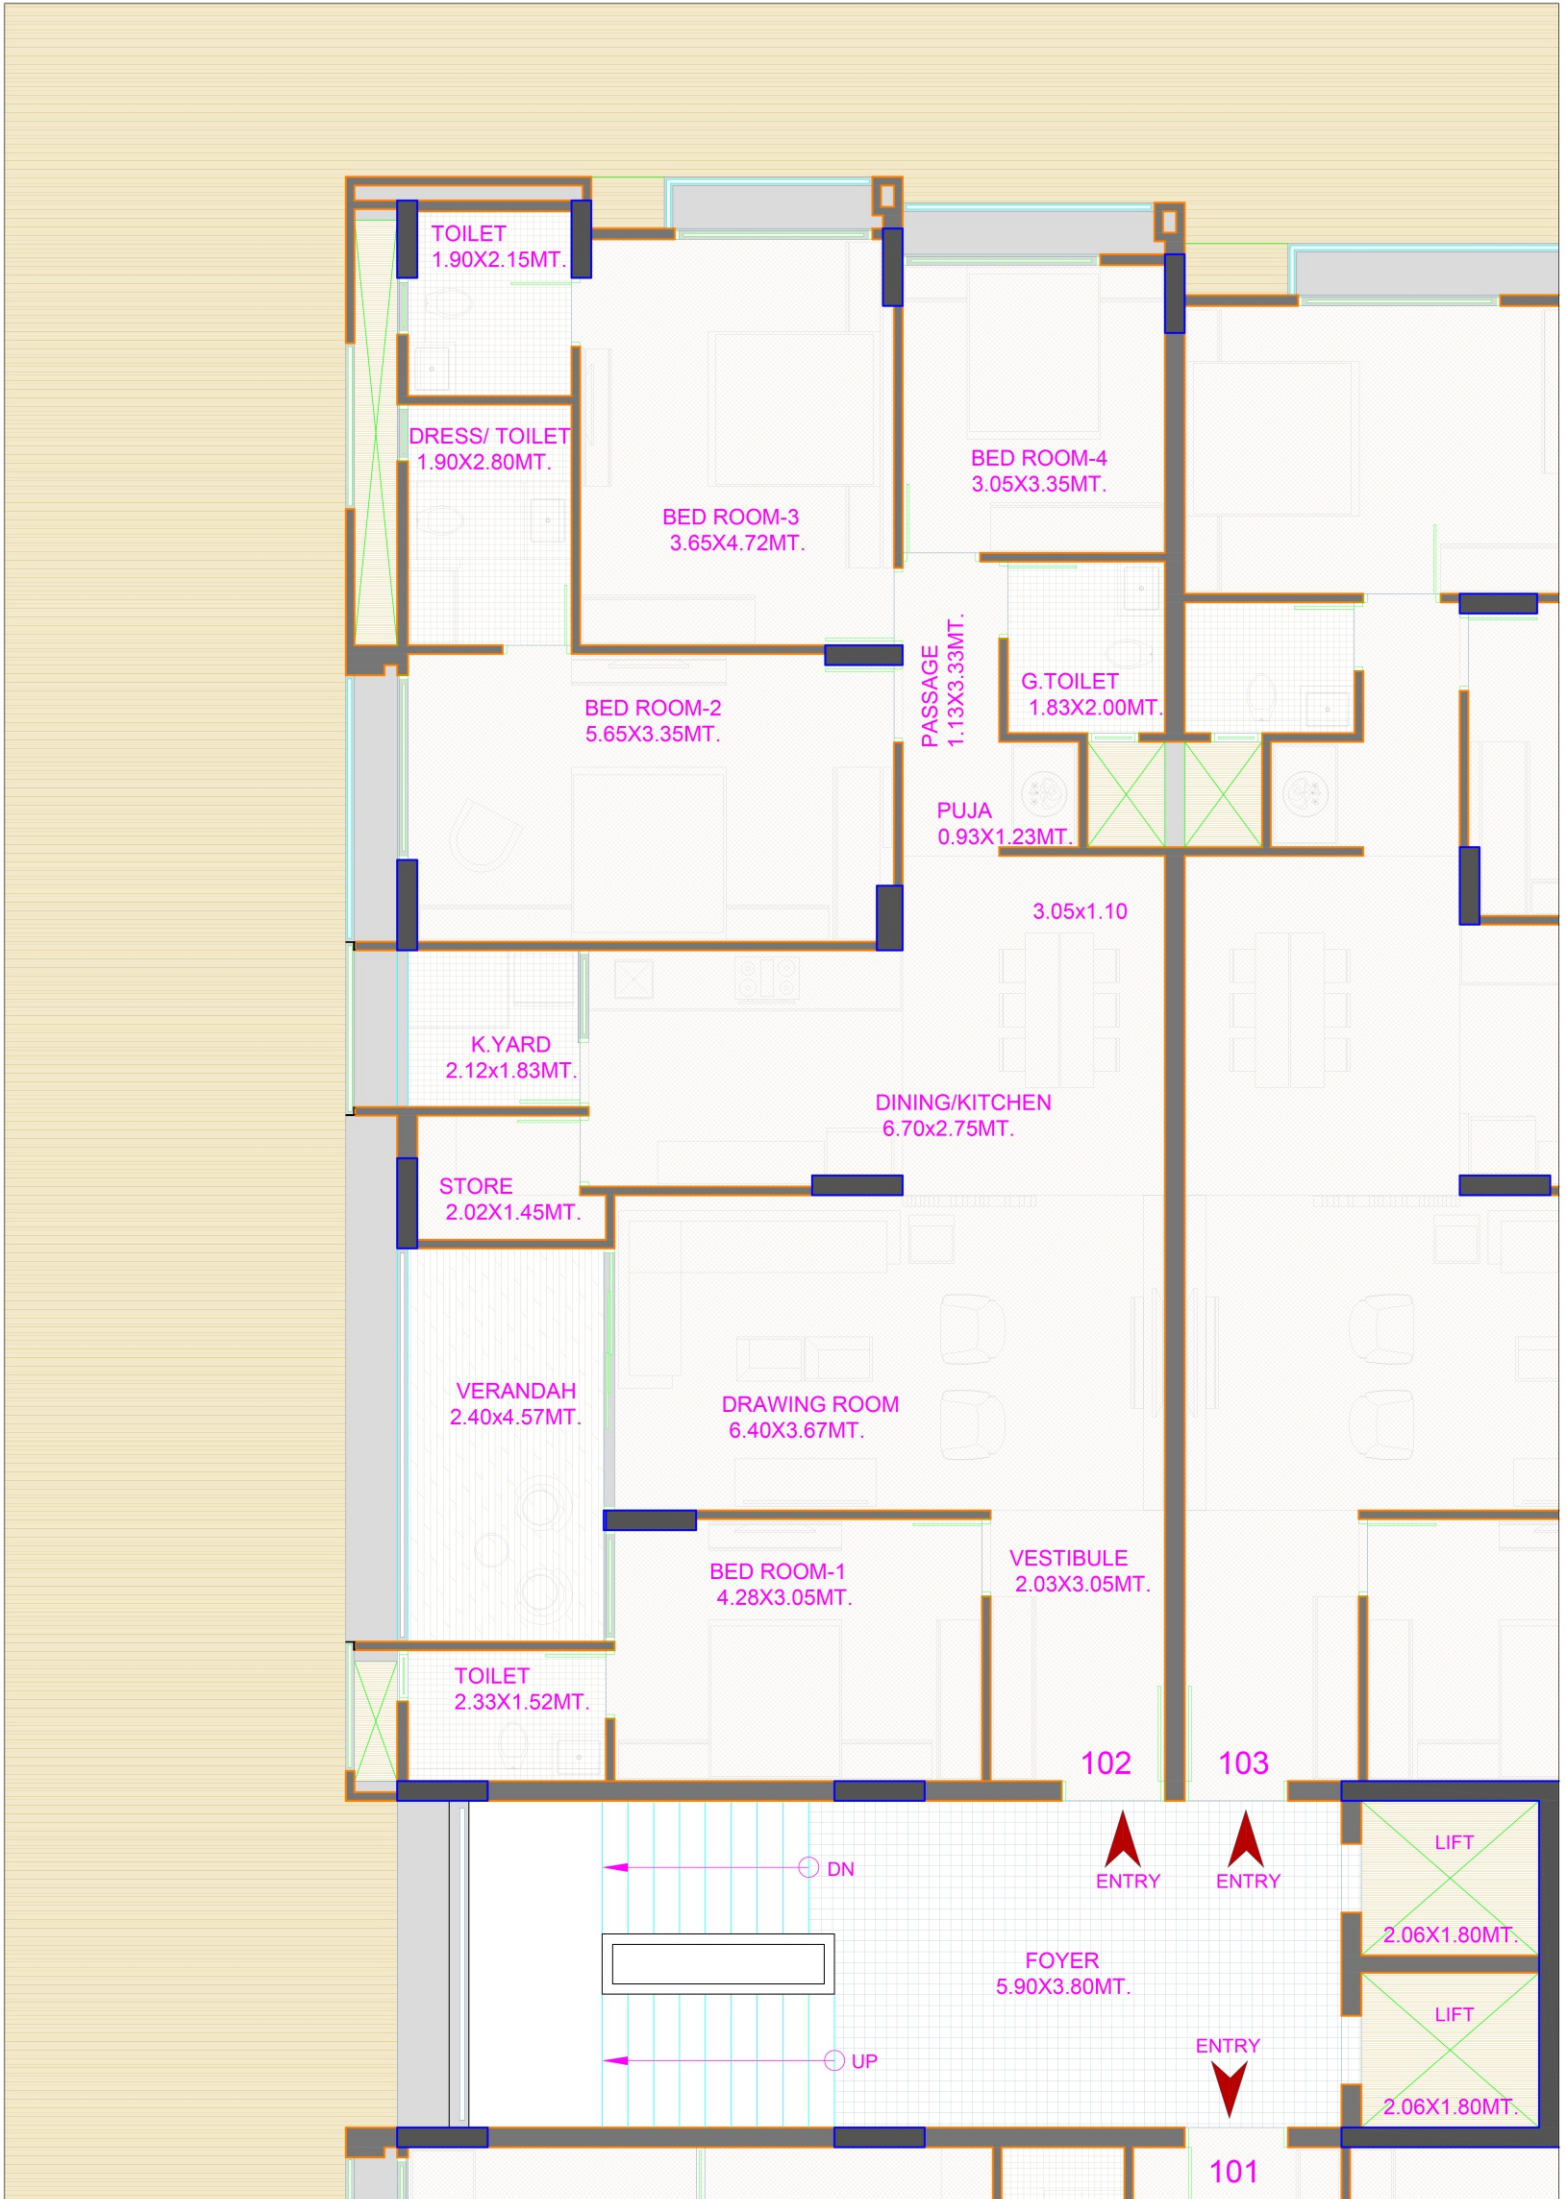 TOILET
1.90X2.15MT.
DRESS/ TOILET
1.90X2.80MT.
BED ROOM-3
3.65X4.72MT.
BED ROOM-4
3.05X3.35MT.
PASSAGE
1.13X3.33MT.
G.TOILET
1.83X2.00MT.
BED ROOM-2
5.65X3.35MT.
PUJA
0.93X1.23MT.
3.05x1.10
K.YARD
2.12x1.83MT.
DINING/KITCHEN
6.70x2.75MT.
STORE
2.02X1.45MT.
VERANDAH
2.40x4.57MT.
DRAWING ROOM
6.40X3.67MT.
BED ROOM-1
4.28X3.05MT.
VESTIBULE
2.03X3.05MT.
TOILET
2.33X1.52MT.
102
103
ENTRY
ENTRY
LIFT
2.06X1.80MT.
DN
FOYER
5.90X3.80MT.
LIFT
2.06X1.80MT.
UP
ENTRY
101